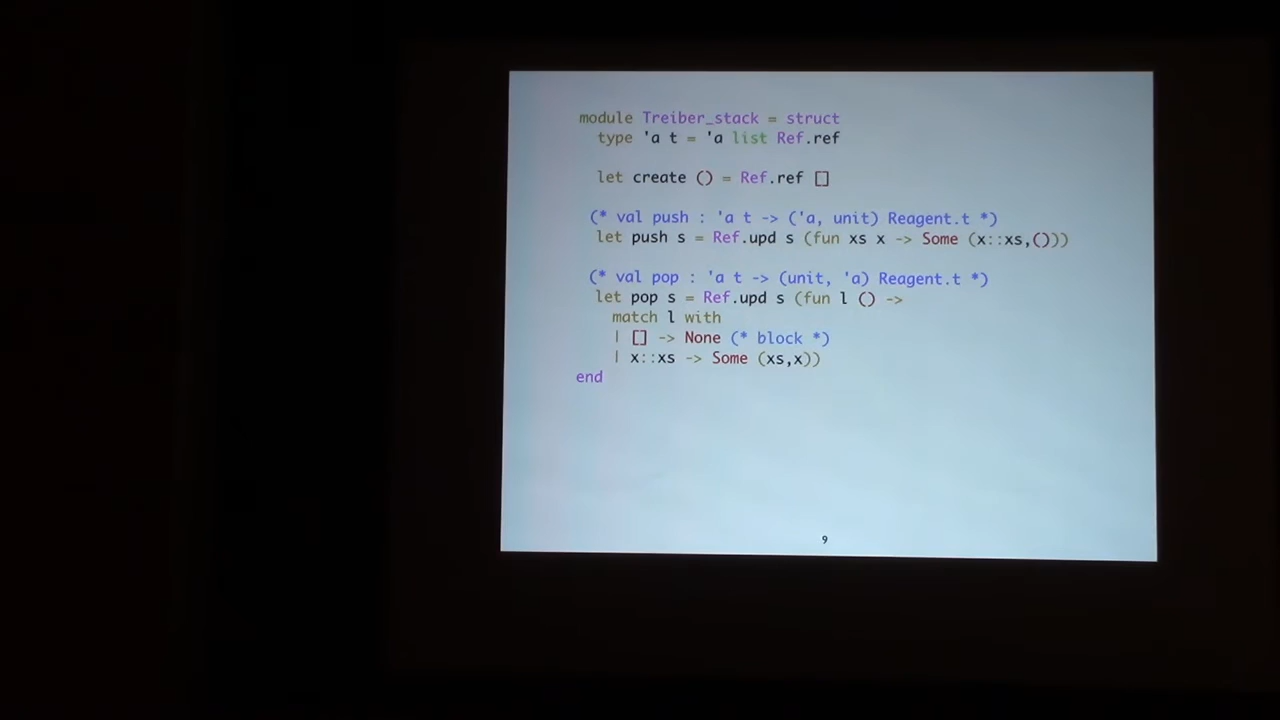 module Treiber_stack = struct
type 'a t = 'a list Ref.ref
let create () = Ref.ref []
(* val push : 'a t -> ('a, unit) Reagent.t *)
let push s = Ref.upd s (fun xs x -> Some (x::xs,()))
(* val pop : 'a t -> (unit, 'a) Reagent.t *)
let pop s = Ref.upd s (fun l () ->
match l with
| [] -> None (* block *)
| x::xs -> Some (xs,x))
end
9